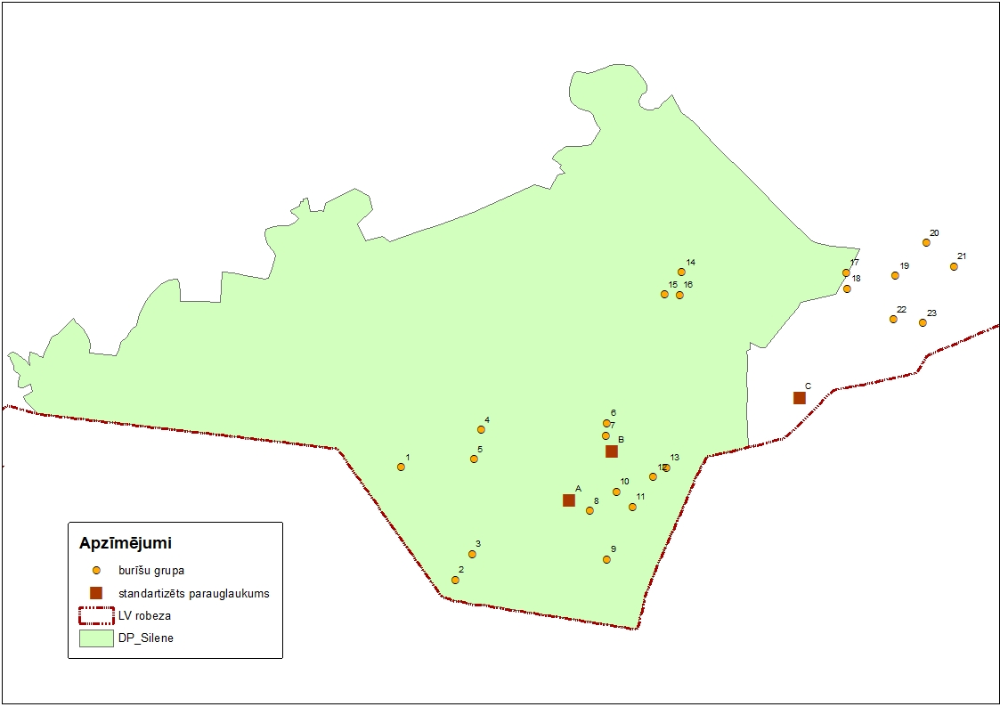 20
21
14
17
19
18
15 16
22
23
C
6
4
7
B
1
5
12 13
10
A
11
8
3
9
2
Apzīmējumi
burīšu grupa
standartizēts parauglaukums
LV robeza
DP_Silene